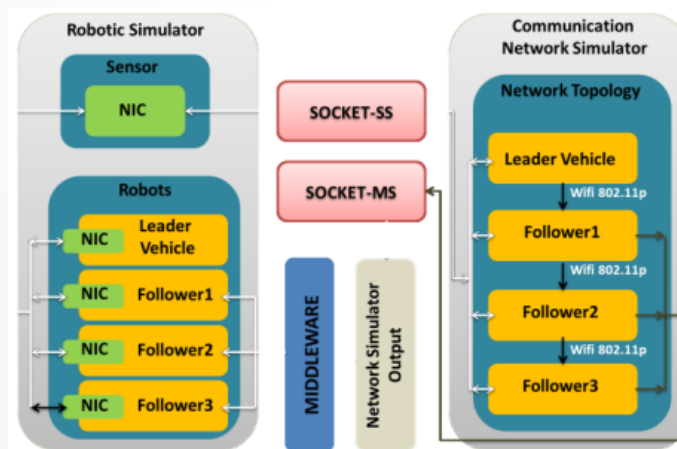 Robotic Simulator
Sensor
NIC
Robots
NIC
Leader
Vehicle
NIC
Follower1
NIC
Follower2
NIC
Follower3
SOCKET-SS
SOCKET-MS
MIDDLEWARE
Network Simulator
Output
Communication
Network Simulator
Network Topology
Leader Vehicle
Wifi 802.11p
Follower1
Wifi 802.11p
Follower2
Wifi 802.11p
Follower3